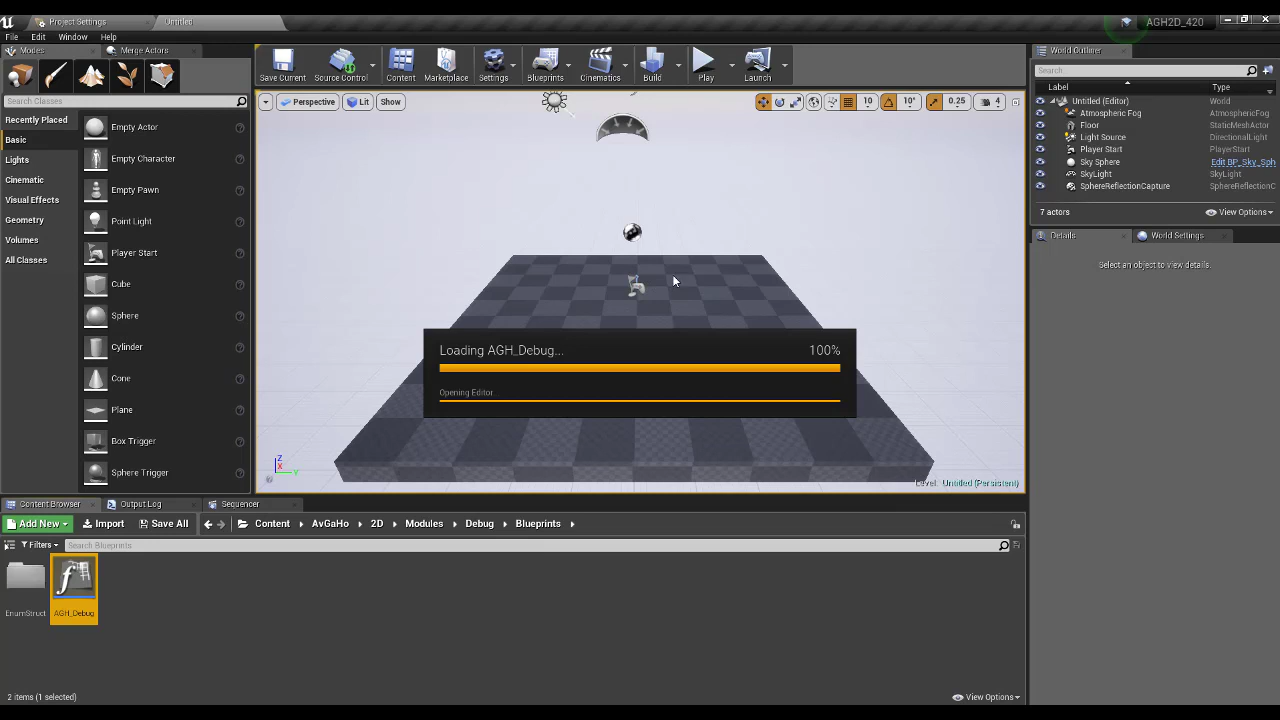 Project Settings
Untitled
AGH2D_420
File Edit Window Help
Modes
Merge Actors
Search Classes
Recently Placed
Basic
Lights
Cinematic
Visual Effects
Geometry
Volumes
All Classes
Empty Actor
Empty Character
Empty Pawn
Point Light
Player Start
Cube
Sphere
Cylinder
Cone
Plane
Box Trigger
Sphere Trigger
Save Current
Source Control
Content
Marketplace
Settings
Blueprints
Cinematics
Build
Play
Launch
Perspective
Lit
Show
10
10°
0.25
4
Loading AGH_Debug...
100%
Opening Editor
Z
X
Y
Level: Untitled (Persistent)
World Outliner
Search
Label
Type
Untitled (Editor) World
Atmospheric Fog AtmosphericFog
Floor StaticMeshActor
Light Source DirectionalLight
Player Start PlayerStart
Sky Sphere Edit BP_Sky_Sph
SkyLight SkyLight
SphereReflectionCapture SphereReflectionC
7 actors
View Options
Details
World Settings
Select an object to view details.
Content Browser
Output Log
Sequencer
Add New
Import
Save All
Content
AvGaHo
2D
Modules
Debug
Blueprints
Filters
Search Blueprints
EnumStruct
AGH_Debug
2 items (1 selected)
View Options